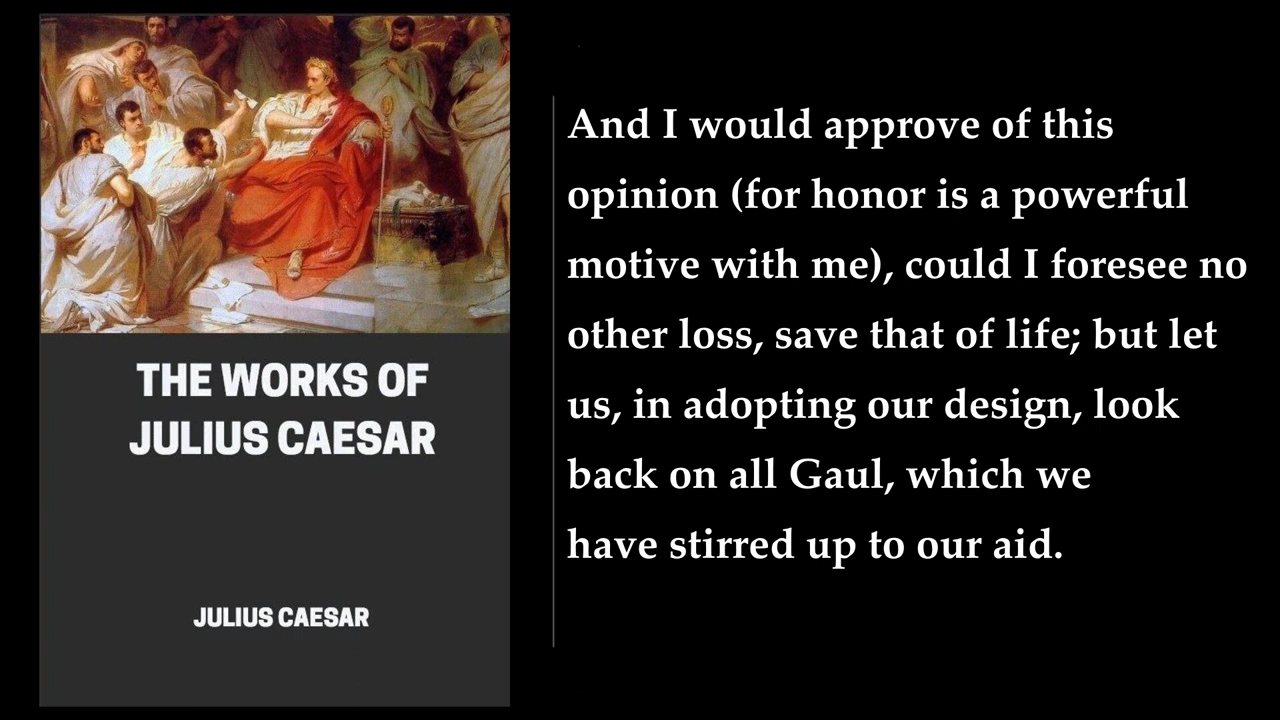 THE WORKS OF
JULIUS CAESAR
JULIUS CAESAR
And I would approve of this
opinion (for honor is a powerful
motive with me), could I foresee no
other loss, save that of life; but let
us, in adopting our design, look
back on all Gaul, which we
have stirred up to our aid.